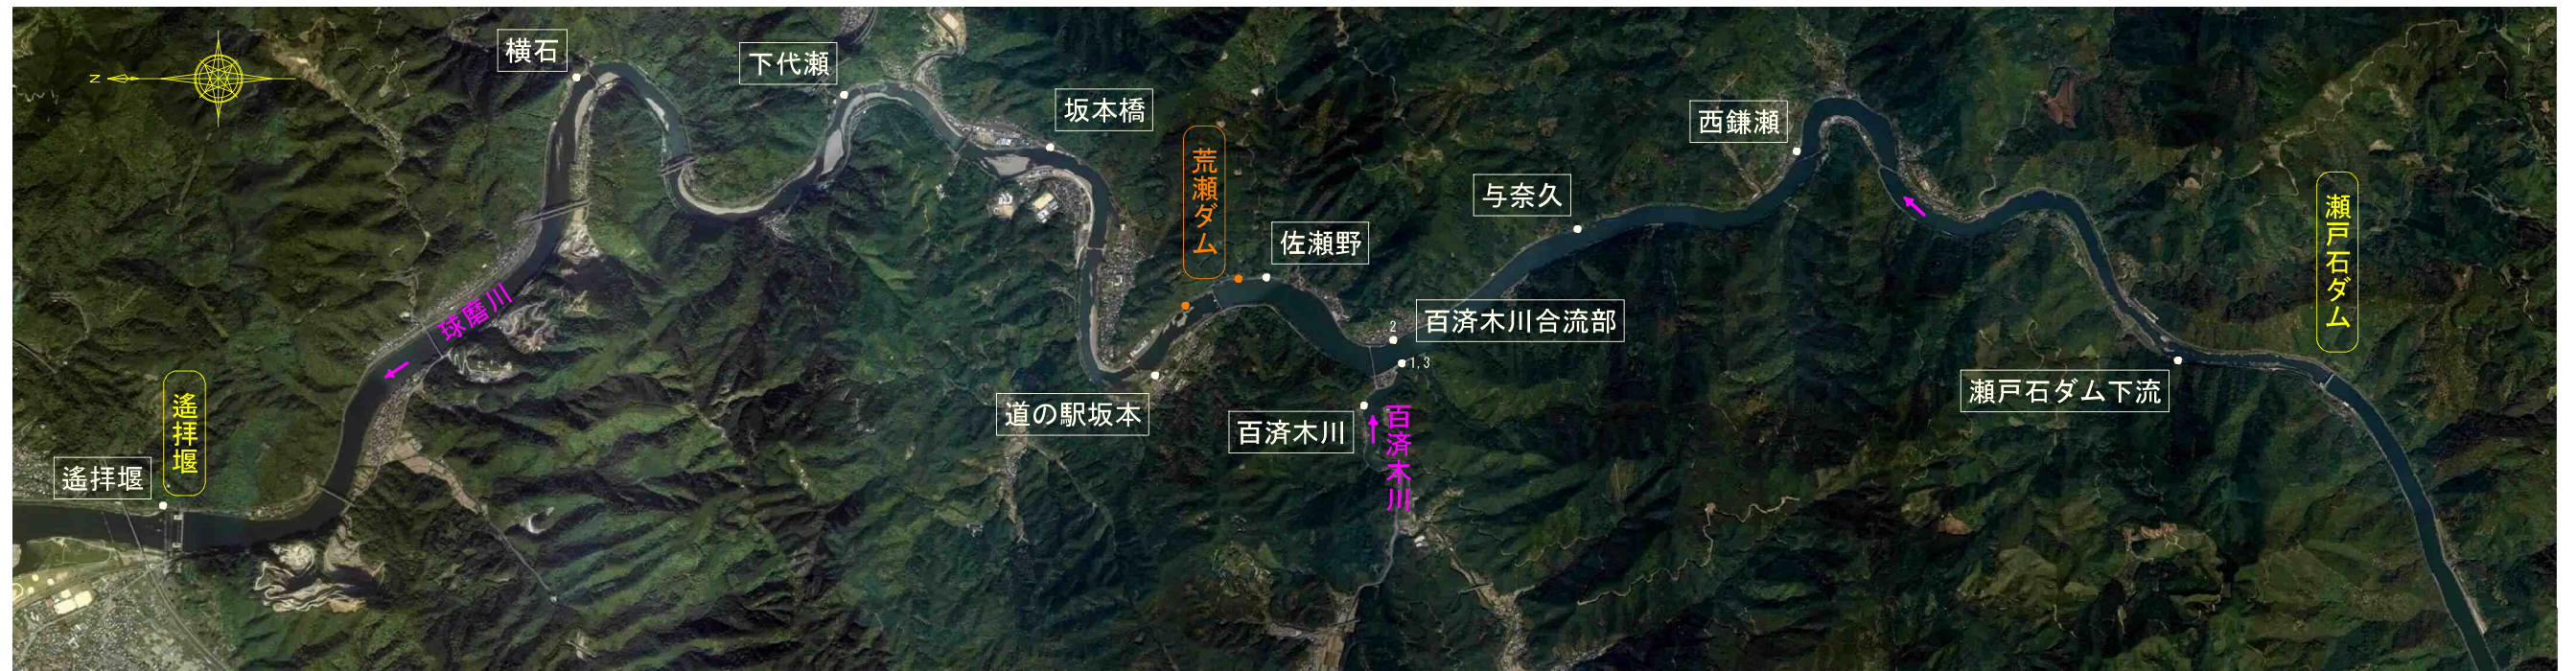 N
横石
下代瀬
坂本橋
荒瀬ダム
佐瀬野
与奈久
西鎌瀬
瀬戸石ダム
球磨川
2
百済木川合流部
1,3
瀬戸石ダム下流
遙拝堰
遙拝堰
道の駅坂本
百済木川
百済木川